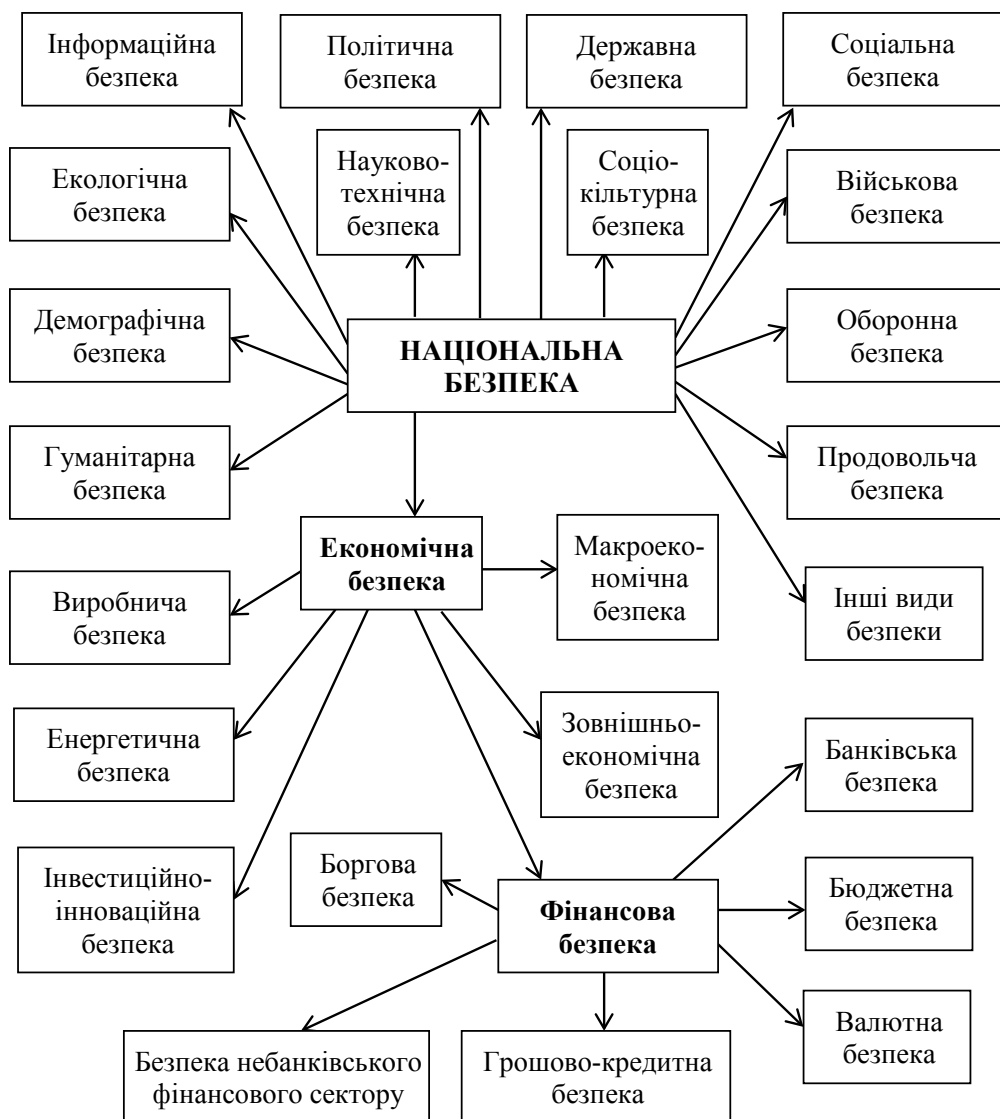 Інформаційна
безпека
Політична
безпека
Державна
безпека
Соціальна
безпека
Екологічна
безпека
Науково-
технічна
безпека
Соціо-
кільтурна
безпека
Військова
безпека
Демографічна
безпека
НАЦІОНАЛЬНА
БЕЗПЕКА
Оборонна
безпека
Гуманітарна
безпека
Продовольча
безпека
Економічна
безпека
Макроеко-
номічна
безпека
Виробнича
безпека
Інші види
безпеки
Енергетична
безпека
Зовнішньо-
економічна
безпека
Банківська
безпека
Інвестиційно-
інноваційна
безпека
Боргова
безпека
Фінансова
безпека
Бюджетна
безпека
Валютна
безпека
Безпека небанківського
фінансового сектору
Грошово-кредитна
безпека